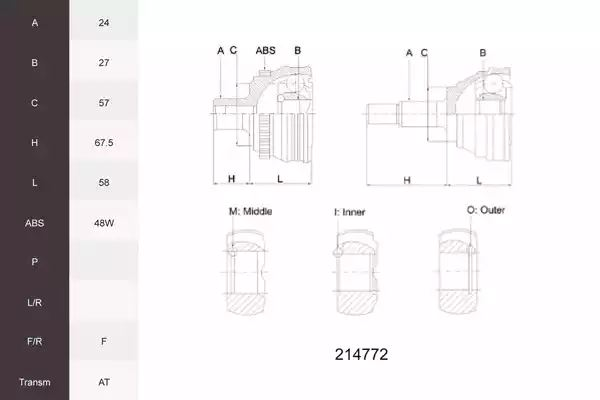 A 24
B 27
C 57
H 67.5
L 58
ABS 48W
P
L/R
F/R F
Transm AT
A C ABS B
H L
A C B
H L
M: Middle I: Inner O: Outer
214772